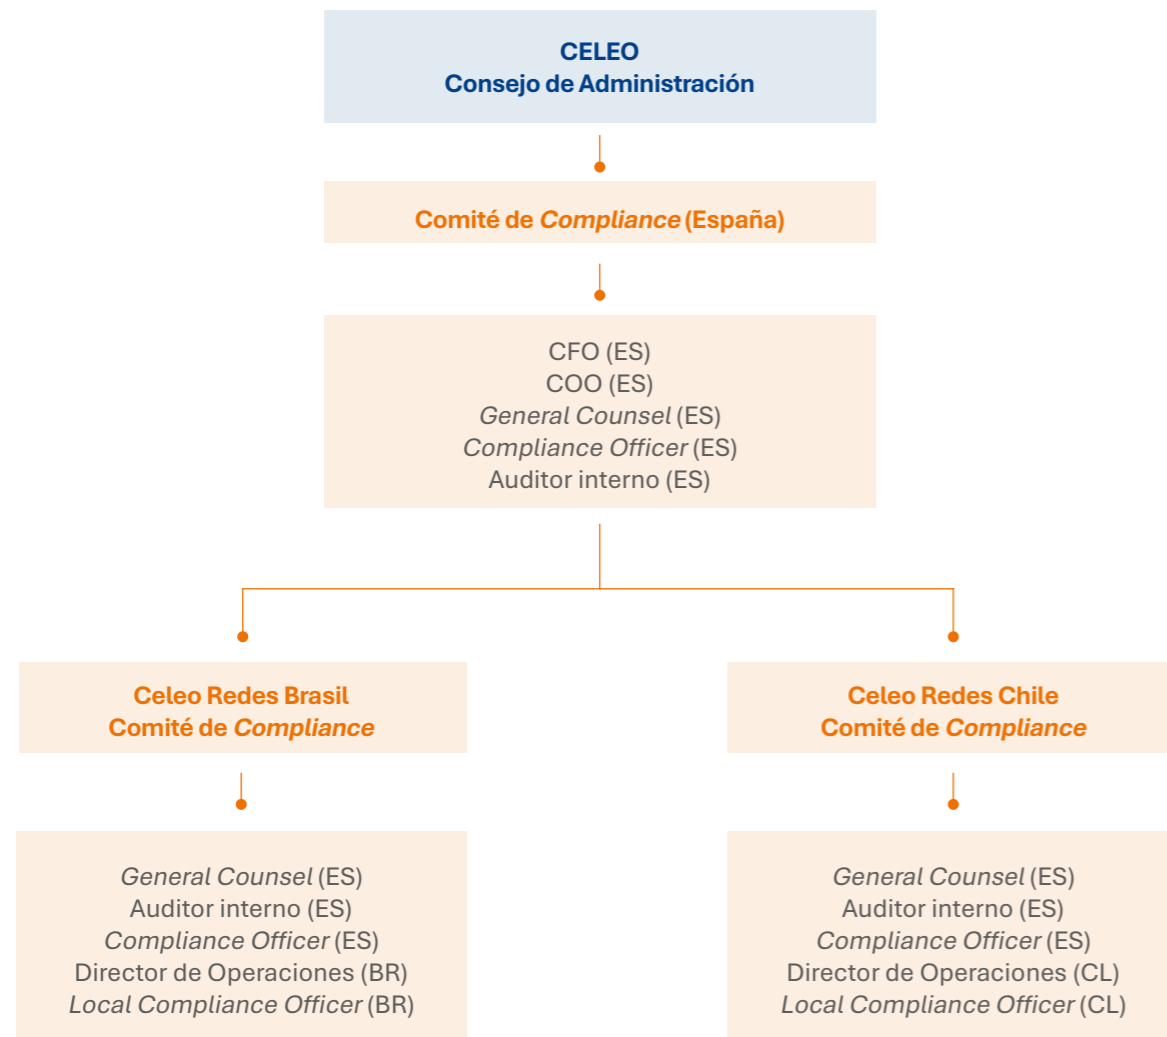 CELEO
Consejo de Administración
Comité de Compliance (España)
CFO (ES)
COO (ES)
General Counsel (ES)
Compliance Officer (ES)
Auditor interno (ES)
Celeo Redes Brasil
Comité de Compliance
General Counsel (ES)
Auditor interno (ES)
Compliance Officer (ES)
Director de Operaciones (BR)
Local Compliance Officer (BR)
Celeo Redes Chile
Comité de Compliance
General Counsel (ES)
Auditor interno (ES)
Compliance Officer (ES)
Director de Operaciones (CL)
Local Compliance Officer (CL)